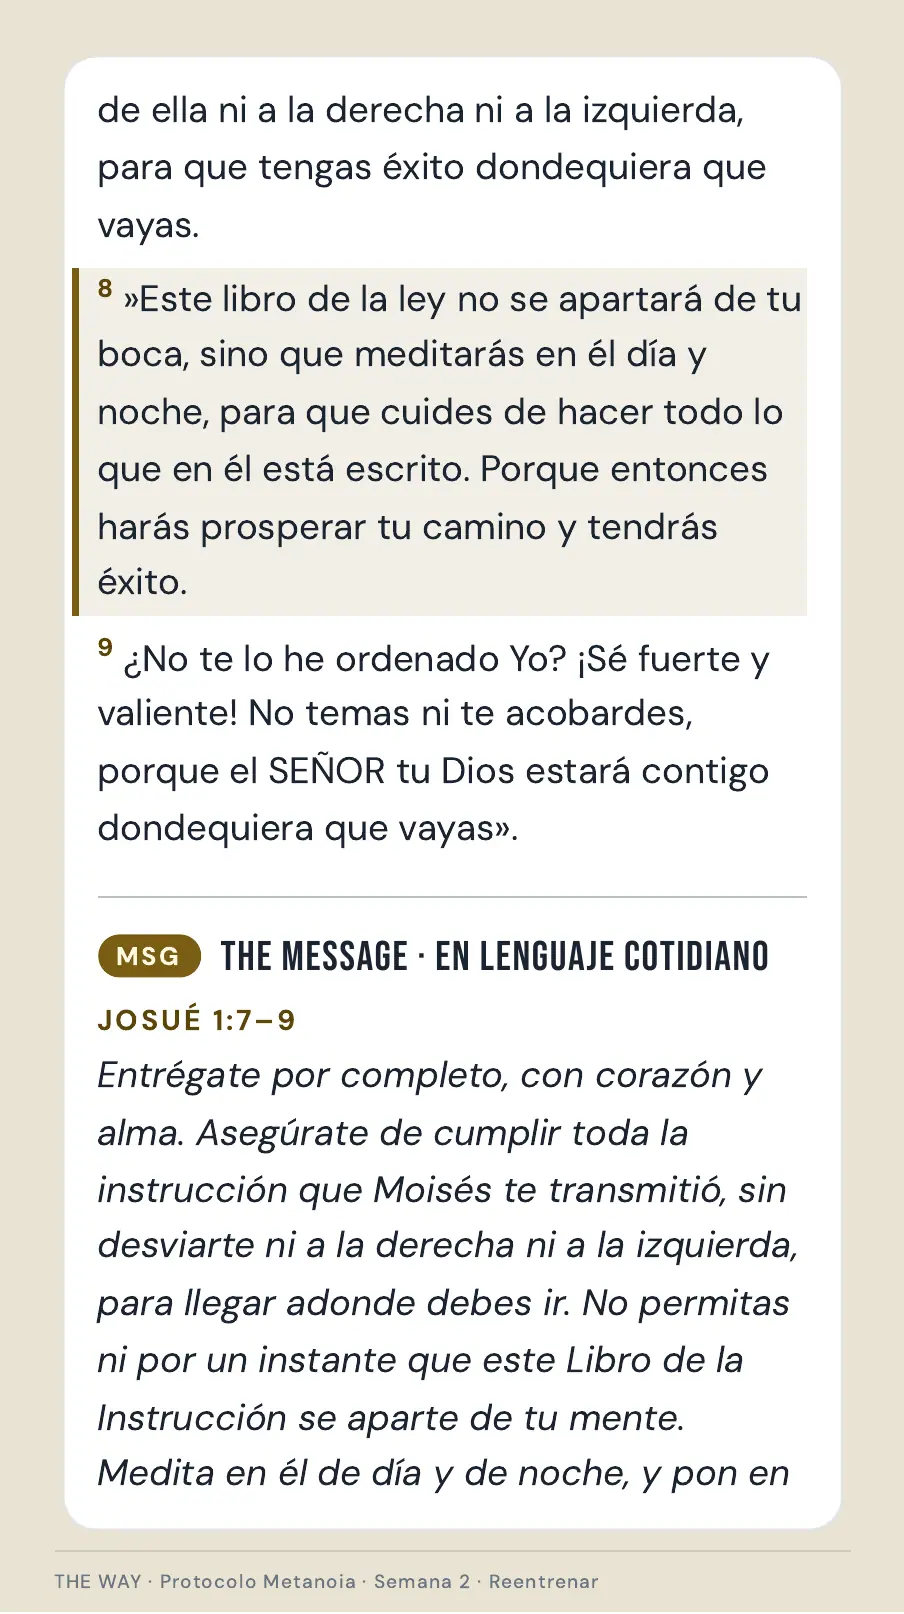 de ella ni a la derecha ni a la izquierda,
para que tengas éxito dondequiera que
vayas.
8 »Este libro de la ley no se apartará de tu
boca, sino que meditarás en él día y
noche, para que cuides de hacer todo lo
que en él está escrito. Porque entonces
harás prosperar tu camino y tendrás
éxito.
9 ¿No te lo he ordenado Yo? ¡Sé fuerte y
valiente! No temas ni te acobardes,
porque el SEÑOR tu Dios estará contigo
dondequiera que vayas».
MSG THE MESSAGE · EN LENGUAJE COTIDIANO
JOSUÉ 1:7–9
Entrégate por completo, con corazón y
alma. Asegúrate de cumplir toda la
instrucción que Moisés te transmitió, sin
desviarte ni a la derecha ni a la izquierda,
para llegar adonde debes ir. No permitas
ni por un instante que este Libro de la
Instrucción se aparte de tu mente.
Medita en él de día y de noche, y pon en
THE WAY · Protocolo Metanoia · Semana 2 · Reentrenar